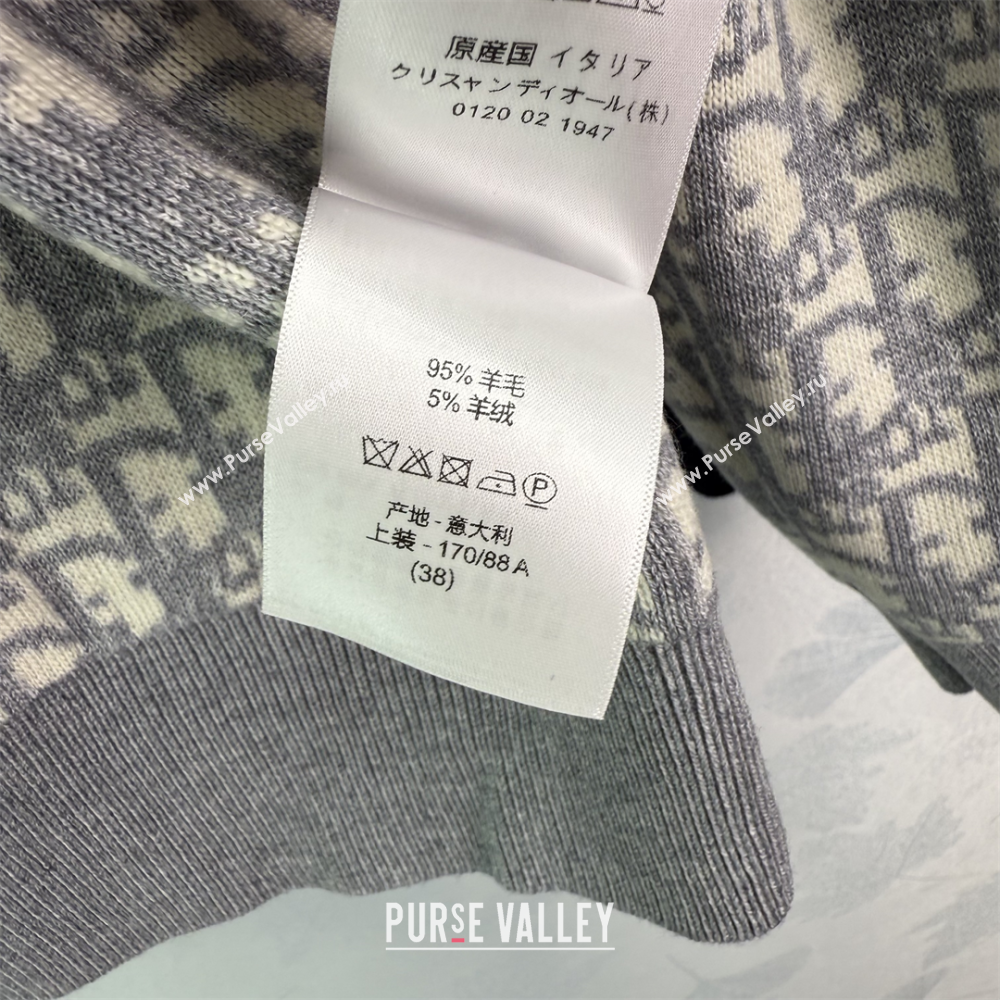 原産国 イタリア
クリスチャンディオール(株)
0120 02 1947
95% 羊毛
5% 羊绒
P
产地 - 意大利
上装 - 170/88 A
(38)
www.PurseValley.ru
www.PurseValley.ru
PURSE VALLEY